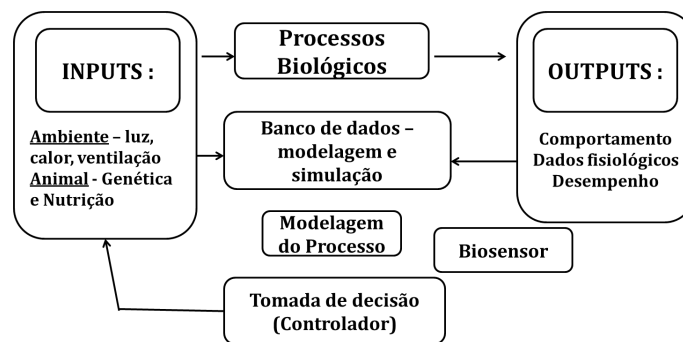 INPUTS :
Ambiente – luz,
calor, ventilação
Animal - Genética
e Nutrição
Processos
Biológicos
Banco de dados –
modelagem e
simulação
Modelagem
do Processo
Tomada de decisão
(Controlador)
OUTPUTS :
Comportamento
Dados fisiológicos
Desempenho
Biosensor